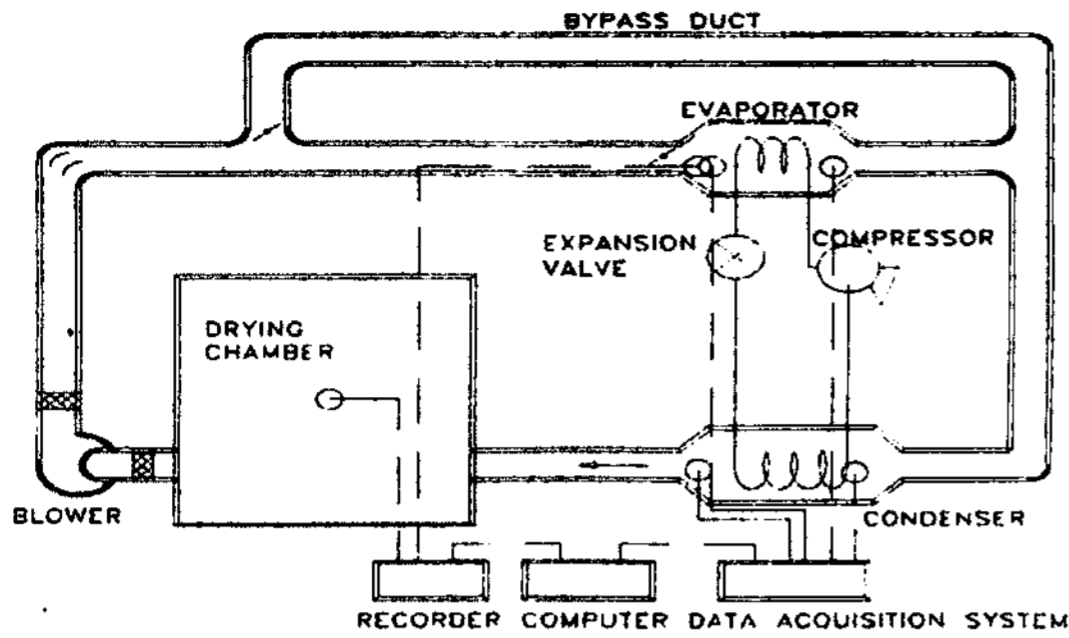 BYPASS DUCT
EVAPORATOR
EXPANSION
VALVE
COMPRESSOR
DRYING
CHAMBER
BLOWER
CONDENSER
RECORDER COMPUTER DATA ACQUISITION SYSTEM